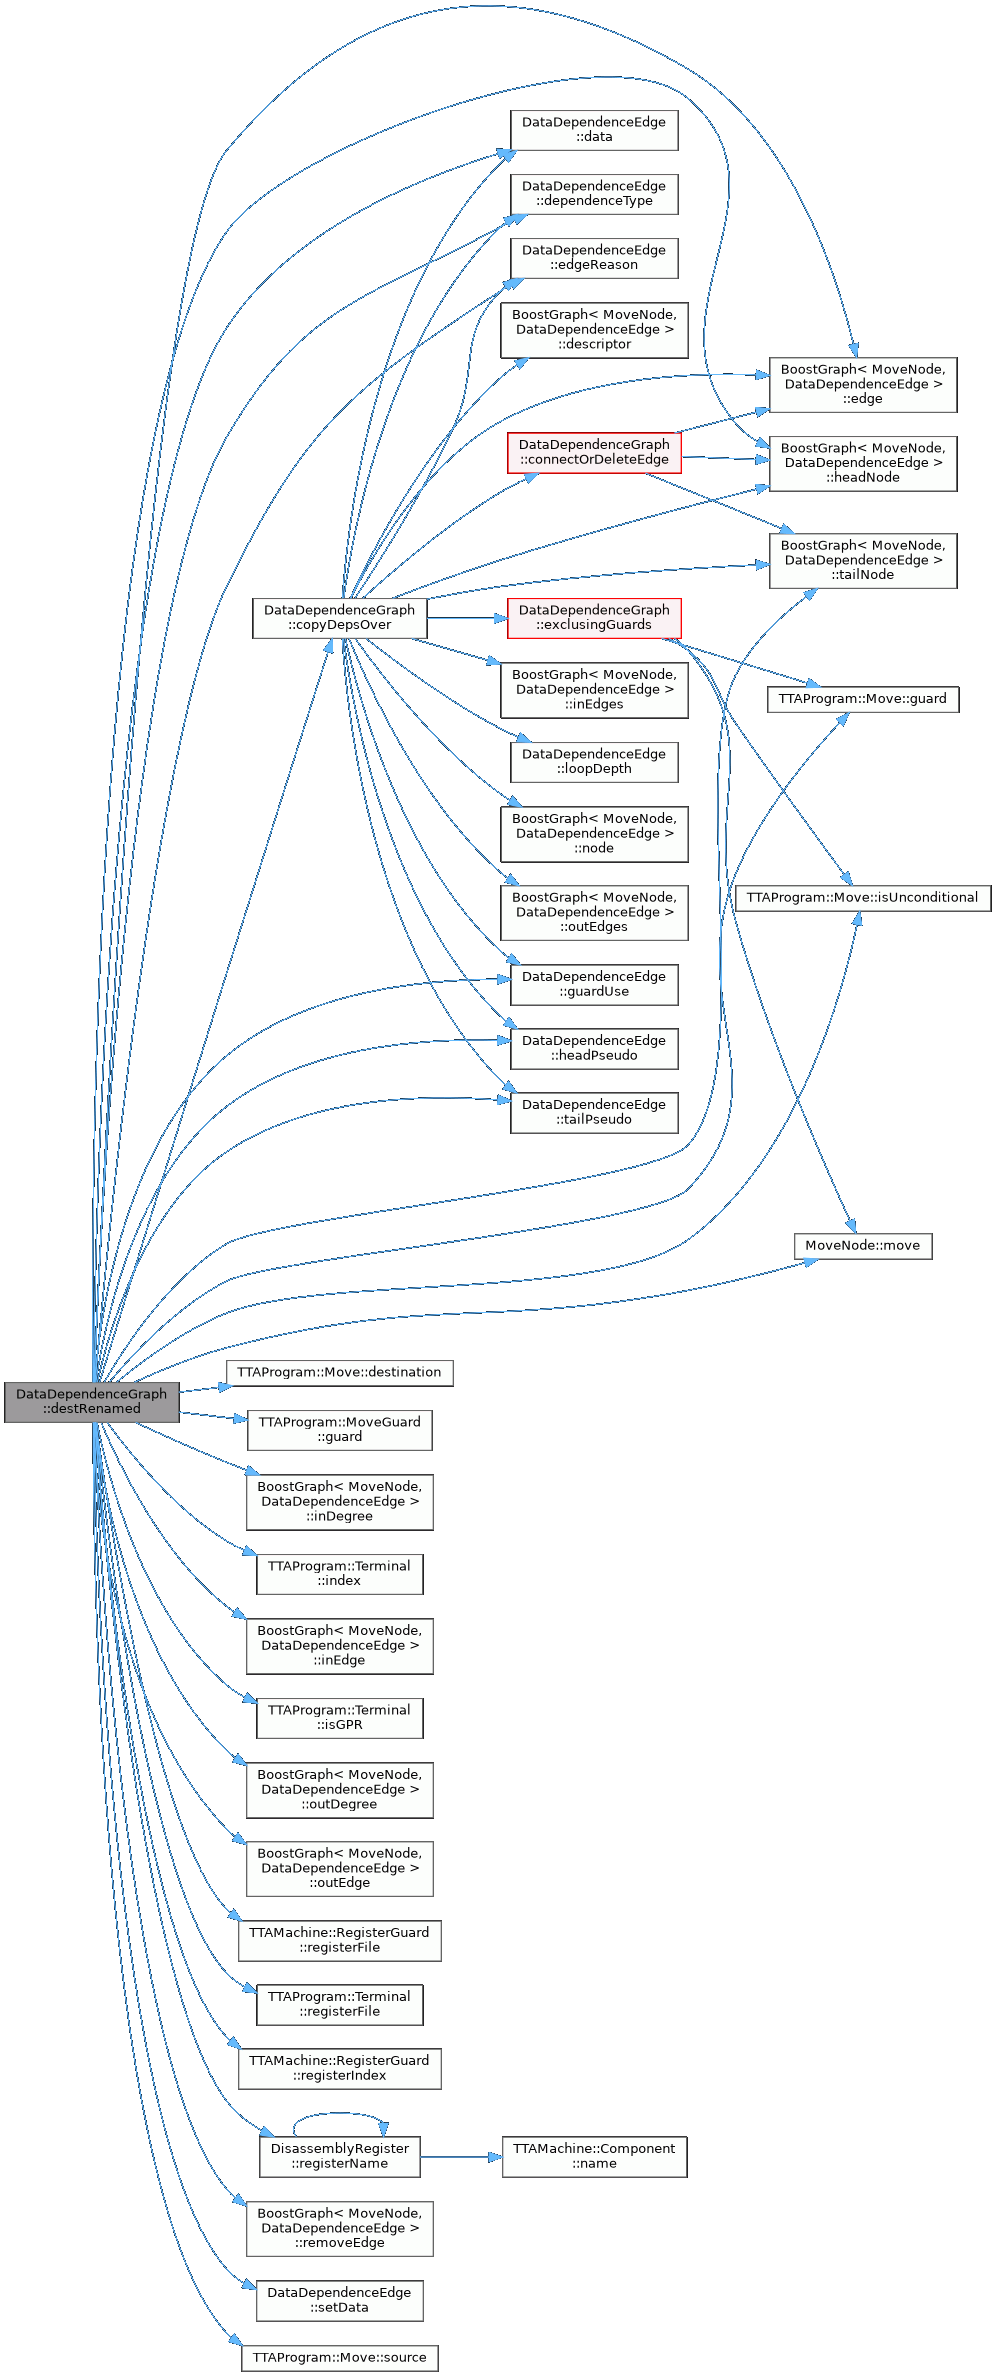 DataDependenceEdge
::data
DataDependenceEdge
::dependenceType
DataDependenceEdge
::edgeReason
BoostGraph< MoveNode,
DataDependenceEdge >
::descriptor
BoostGraph< MoveNode,
DataDependenceEdge >
::edge
DataDependenceGraph
::connectOrDeleteEdge
BoostGraph< MoveNode,
DataDependenceEdge >
::headNode
BoostGraph< MoveNode,
DataDependenceEdge >
::tailNode
DataDependenceGraph
::copyDepsOver
DataDependenceGraph
::exclusingGuards
BoostGraph< MoveNode,
DataDependenceEdge >
::inEdges
TTAProgram::Move::guard
DataDependenceEdge
::loopDepth
BoostGraph< MoveNode,
DataDependenceEdge >
::node
BoostGraph< MoveNode,
DataDependenceEdge >
::outEdges
TTAProgram::Move::isUnconditional
DataDependenceEdge
::guardUse
DataDependenceEdge
::headPseudo
DataDependenceEdge
::tailPseudo
MoveNode::move
DataDependenceGraph
::destRenamed
TTAProgram::Move::destination
TTAProgram::MoveGuard
::guard
BoostGraph< MoveNode,
DataDependenceEdge >
::inDegree
TTAProgram::Terminal
::index
BoostGraph< MoveNode,
DataDependenceEdge >
::inEdge
TTAProgram::Terminal
::isGPR
BoostGraph< MoveNode,
DataDependenceEdge >
::outDegree
BoostGraph< MoveNode,
DataDependenceEdge >
::outEdge
TTAMachine::RegisterGuard
::registerFile
TTAProgram::Terminal
::registerFile
TTAMachine::RegisterGuard
::registerIndex
DisassemblyRegister
::registerName
TTAMachine::Component
::name
BoostGraph< MoveNode,
DataDependenceEdge >
::removeEdge
DataDependenceEdge
::setData
TTAProgram::Move::source